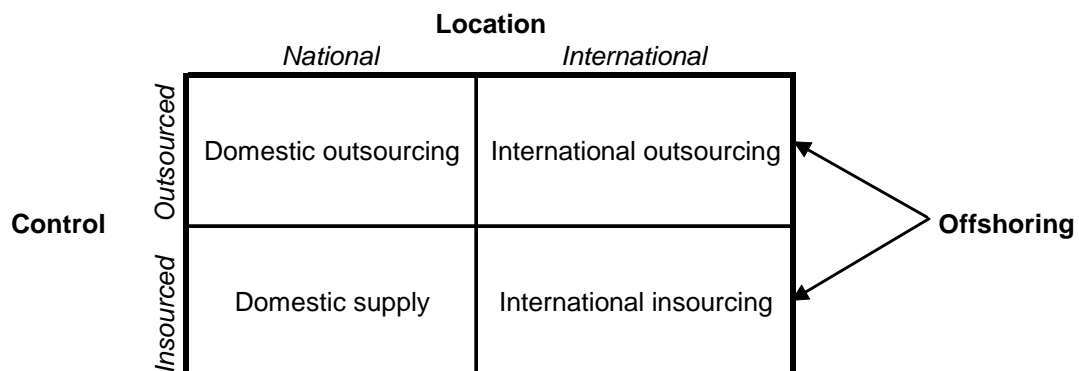 Location
National International
Outsourced
Domestic outsourcing International outsourcing
Control
Offshoring
Insourced
Domestic supply International insourcing